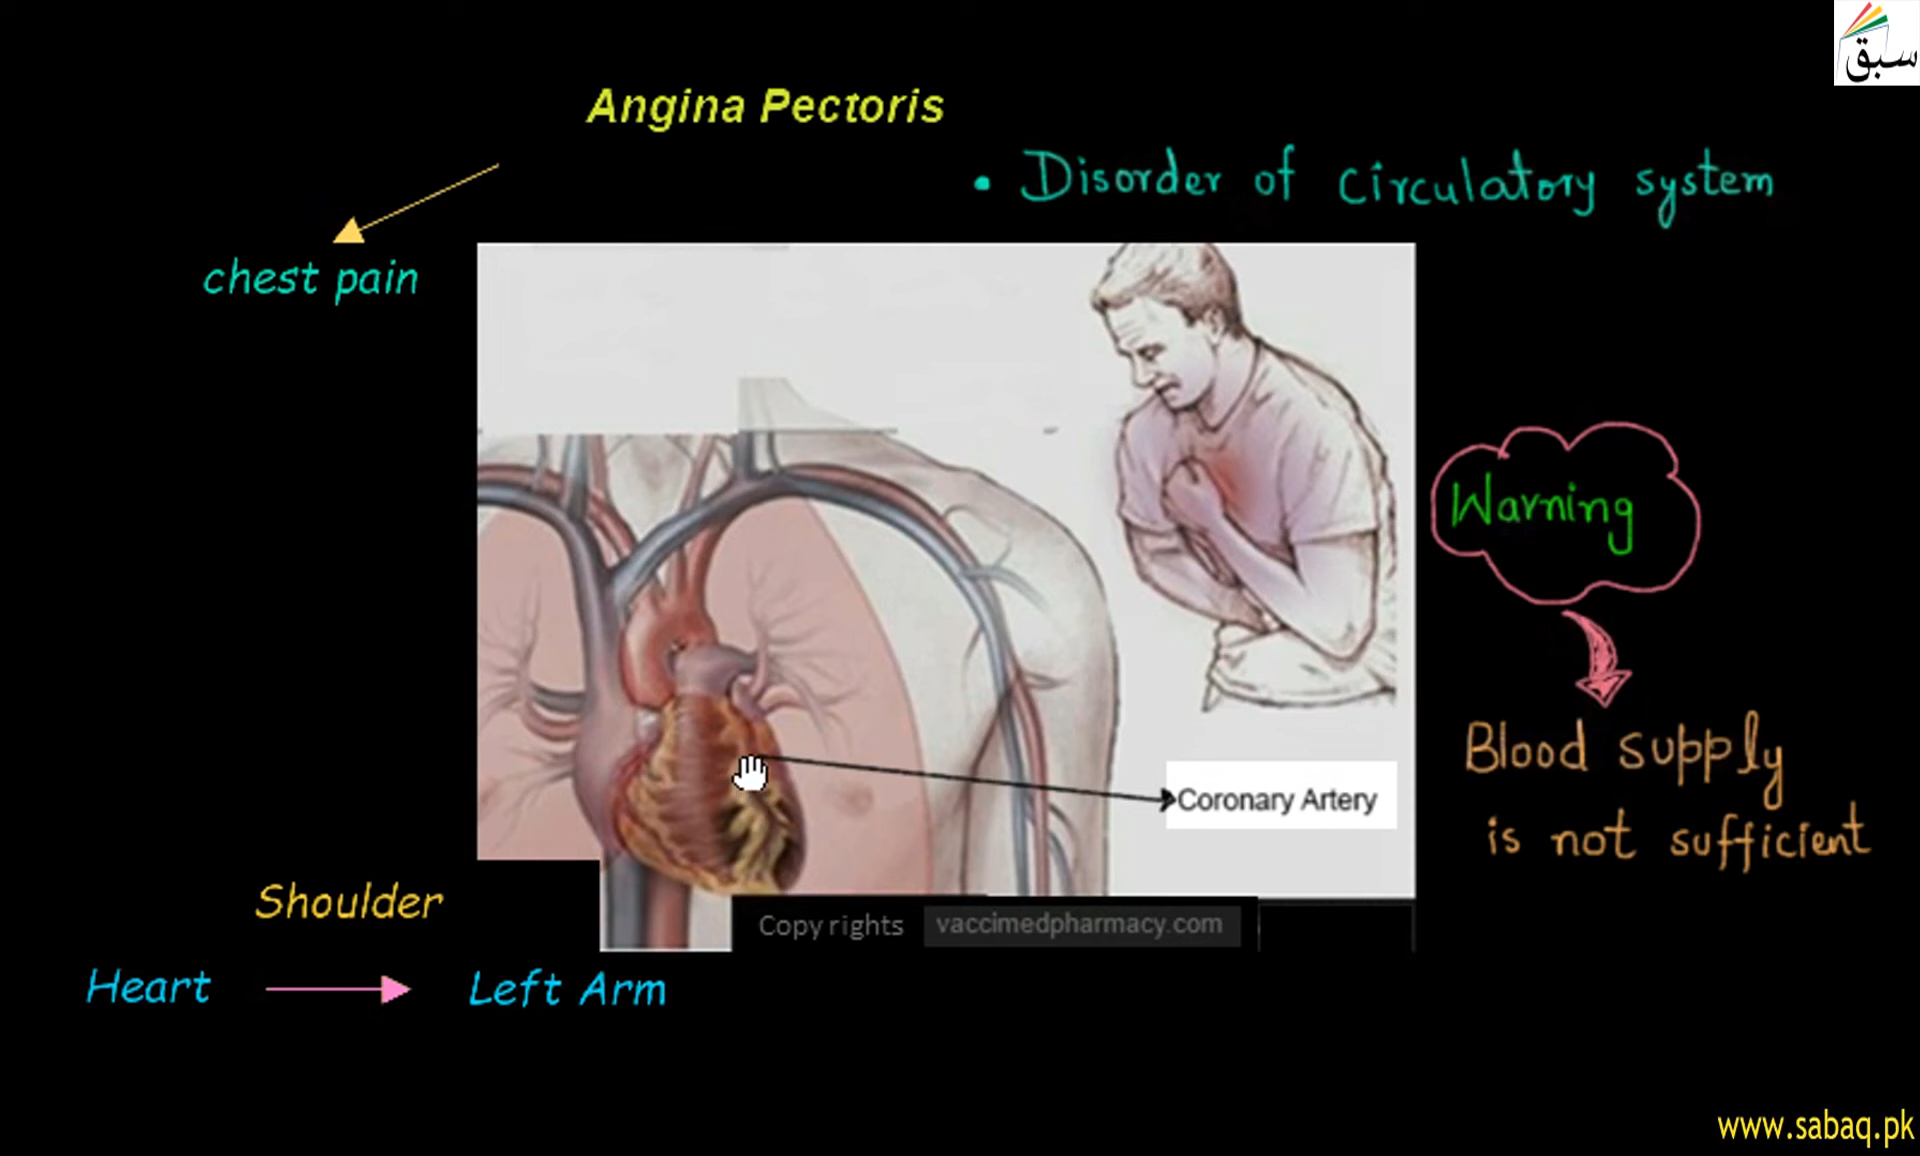 سبق
Angina Pectoris
• Disorder of circulatory system
chest pain
Warning
Blood supply
is not sufficient
Coronary Artery
Shoulder
Copy rights vaccimedpharmacy.com
Heart → Left Arm
www.sabaq.pk